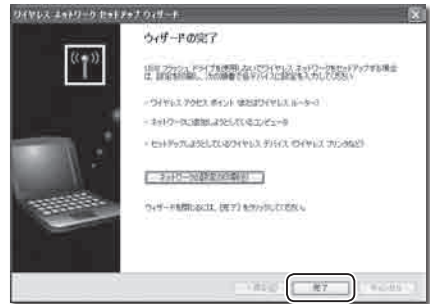 ワイヤレス ネットワーク セットアップ ウィザード
ウィザードの完了
USB フラッシュ ドライブを使用しないでワイヤレス ネットワークをセットアップする場合
は、設定を印刷し、次の順番で各デバイスに設定を入力してください。
・ワイヤレス アクセス ポイント (またはワイヤレス ルーター)
・ネットワークに追加しようとしているコンピュータ
・セットアップしようとしているワイヤレス デバイス (ワイヤレス プリンタなど)
ネットワークの設定の印刷(P)
ウィザードを閉じるには、[完了] をクリックしてください。
< 戻る(B)
完了
キャンセル